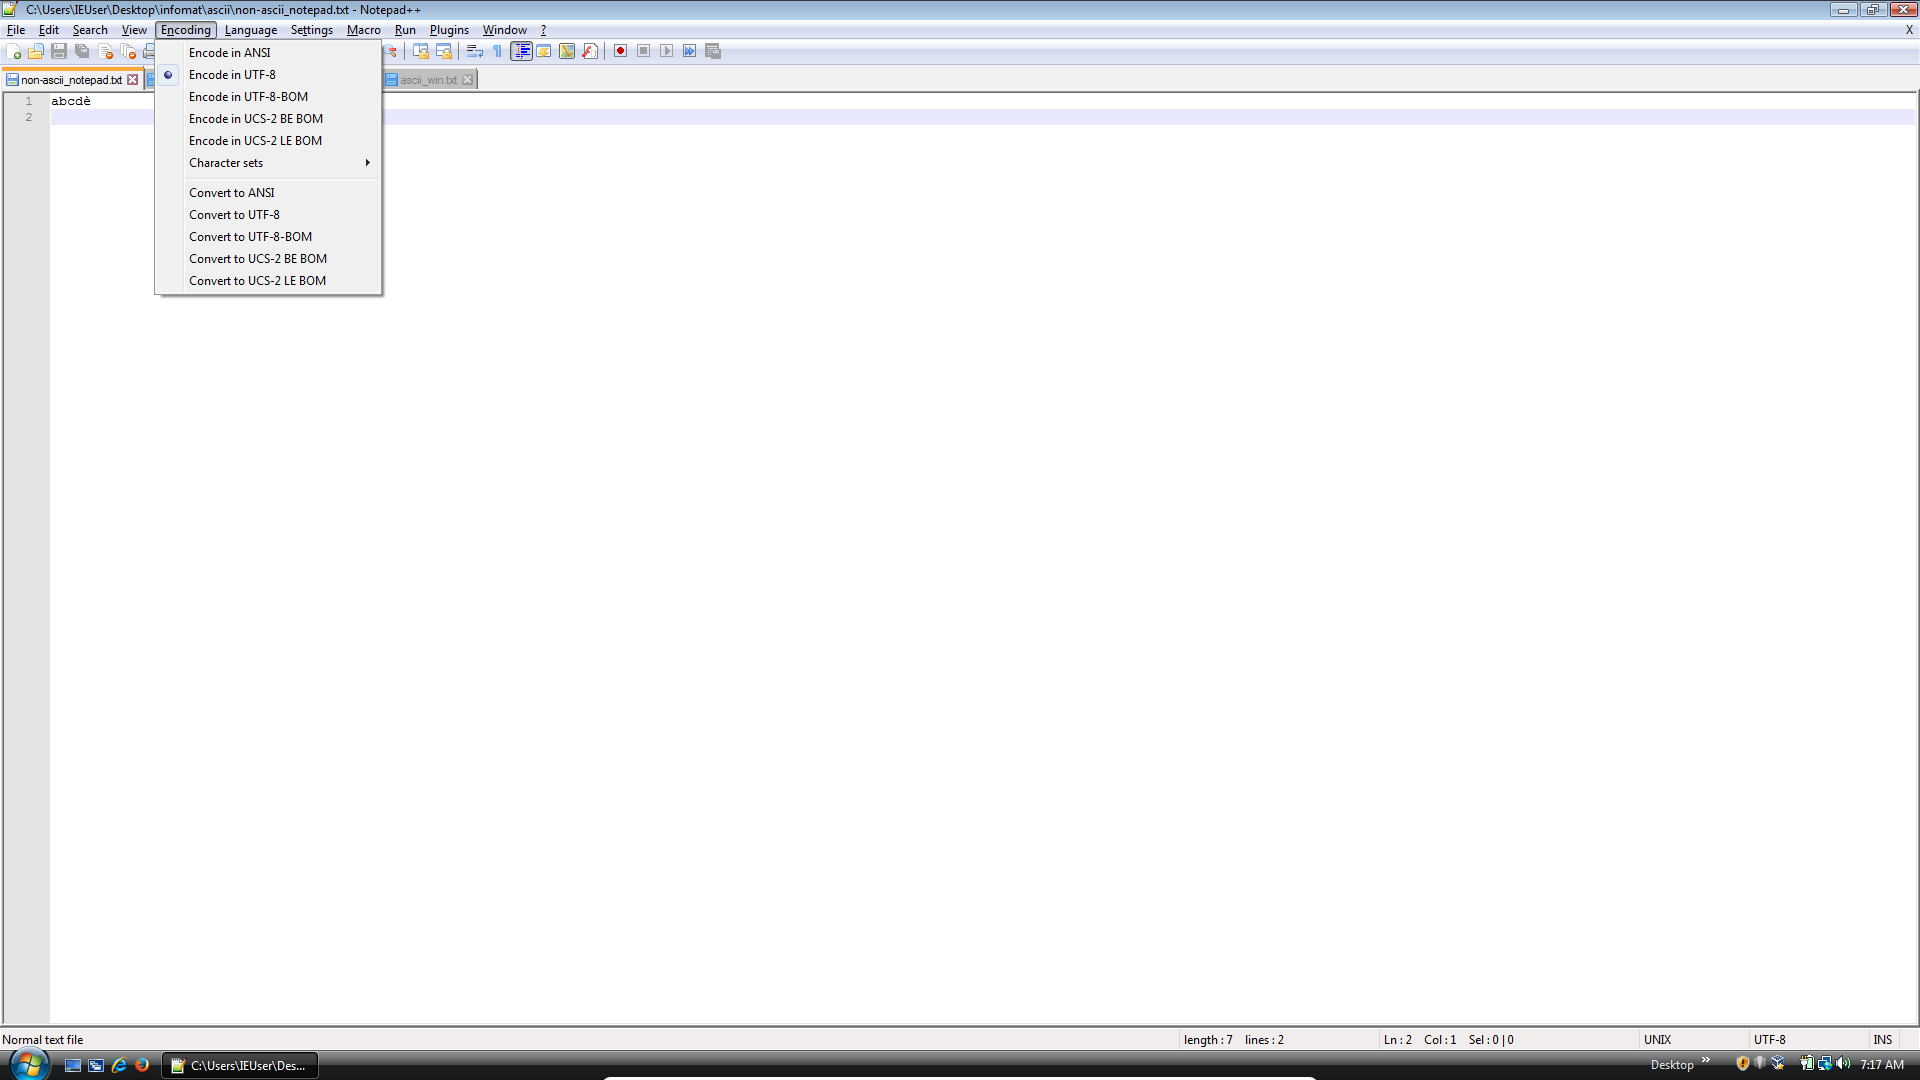 C:\Users\IEUser\Desktop\infomat\ascii\non-ascii_notepad.txt - Notepad++
File Edit Search View Encoding Language Settings Macro Run Plugins Window ? X
non-ascii_notepad.txt ascii_win.txt
Encode in ANSI
Encode in UTF-8
Encode in UTF-8-BOM
Encode in UCS-2 BE BOM
Encode in UCS-2 LE BOM
Character sets
Convert to ANSI
Convert to UTF-8
Convert to UTF-8-BOM
Convert to UCS-2 BE BOM
Convert to UCS-2 LE BOM
1 abcdè
2
Normal text file length : 7 lines : 2 Ln : 2 Col : 1 Sel : 0 | 0 UNIX UTF-8 INS
C:\Users\IEUser\Des... Desktop » 7:17 AM